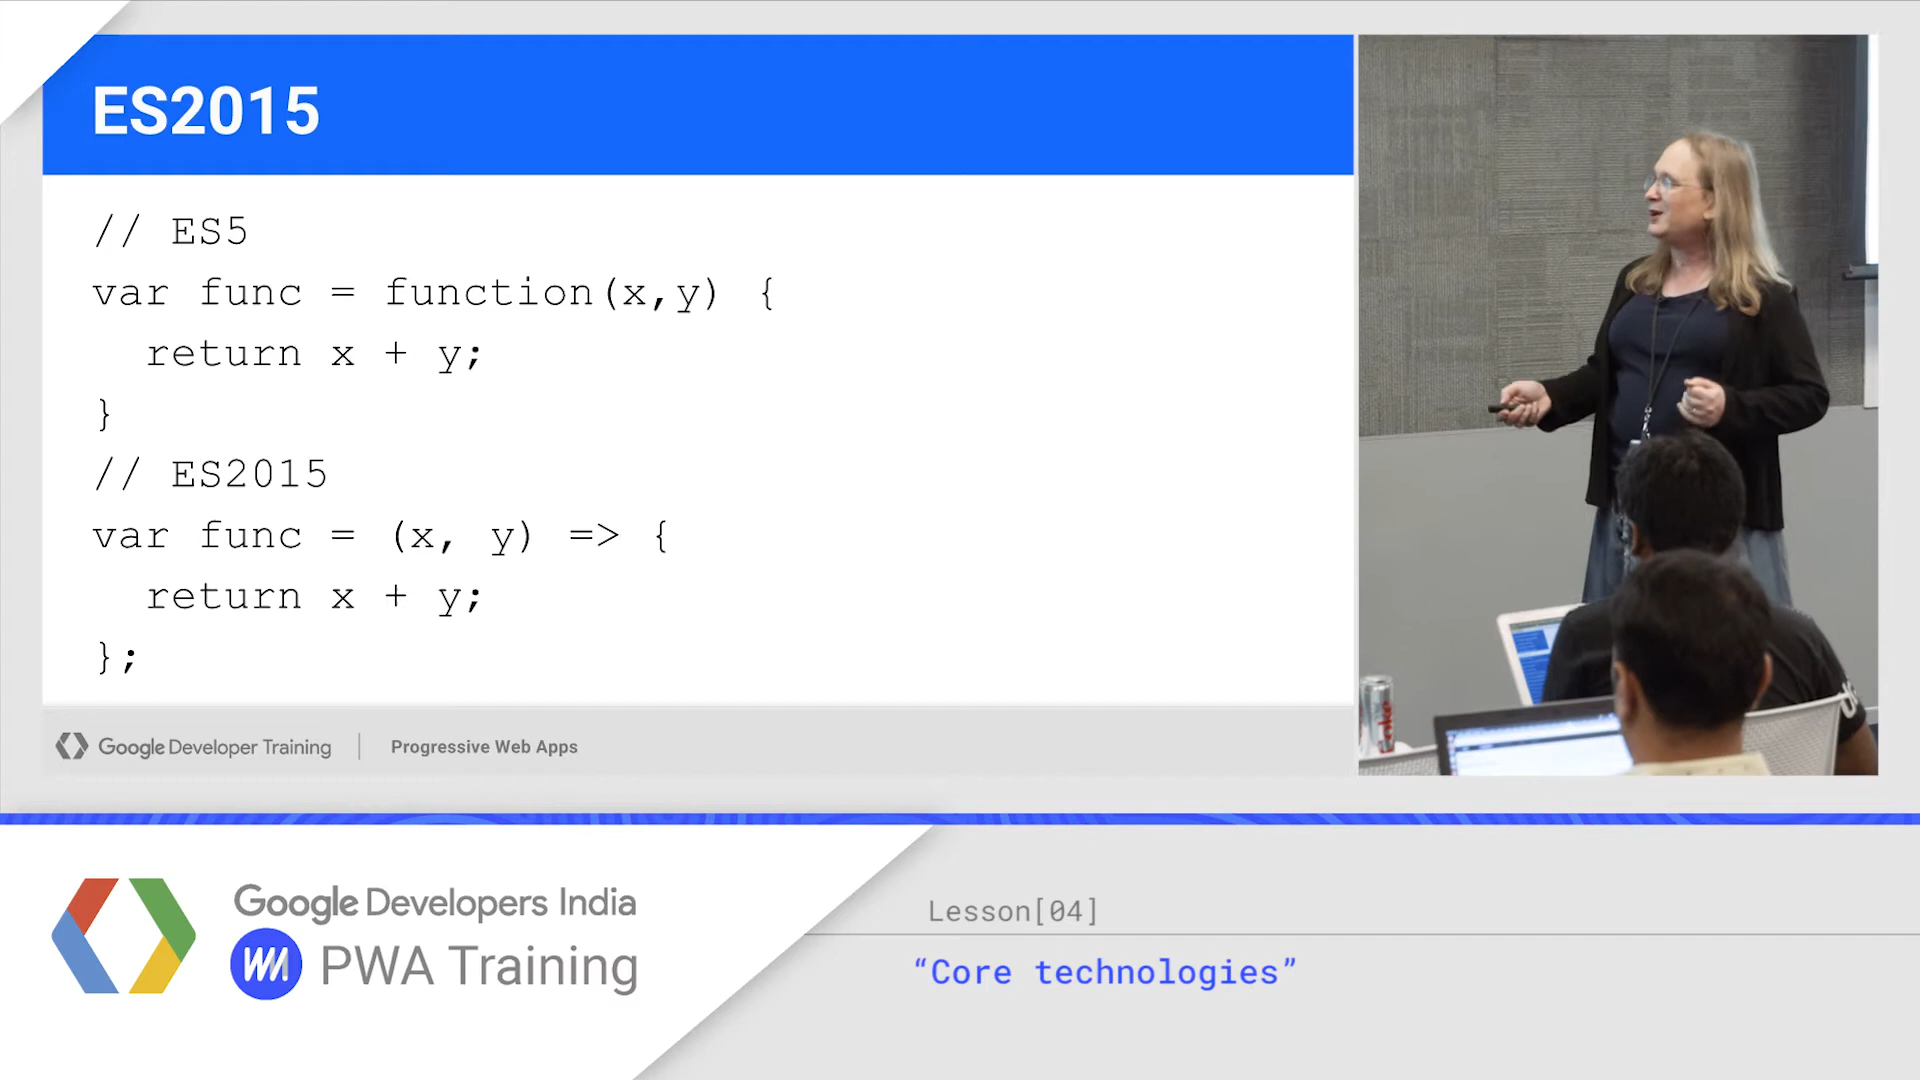 ES2015
// ES5
var func = function(x,y) {
  return x + y;
}
// ES2015
var func = (x, y) => {
  return x + y;
};
Google Developer Training | Progressive Web Apps
Google Developers India
PWA Training
Lesson[04]
“Core technologies”